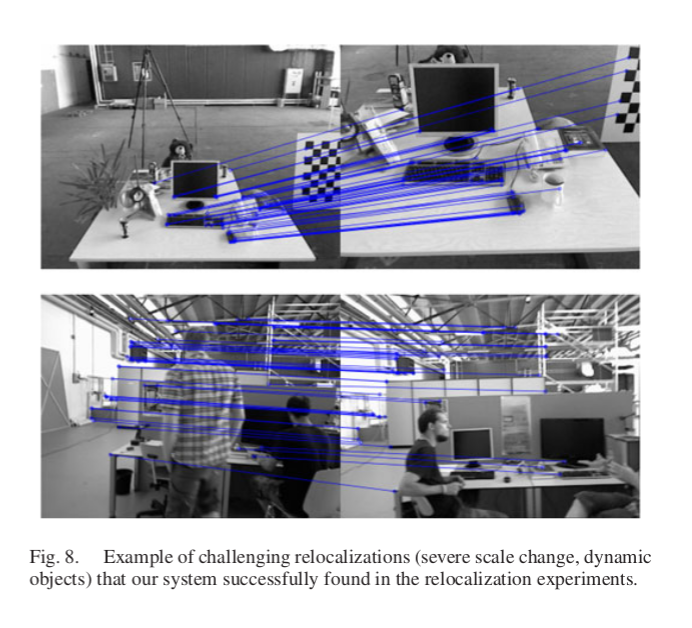 Fig. 8. Example of challenging relocalizations (severe scale change, dynamic
objects) that our system successfully found in the relocalization experiments.